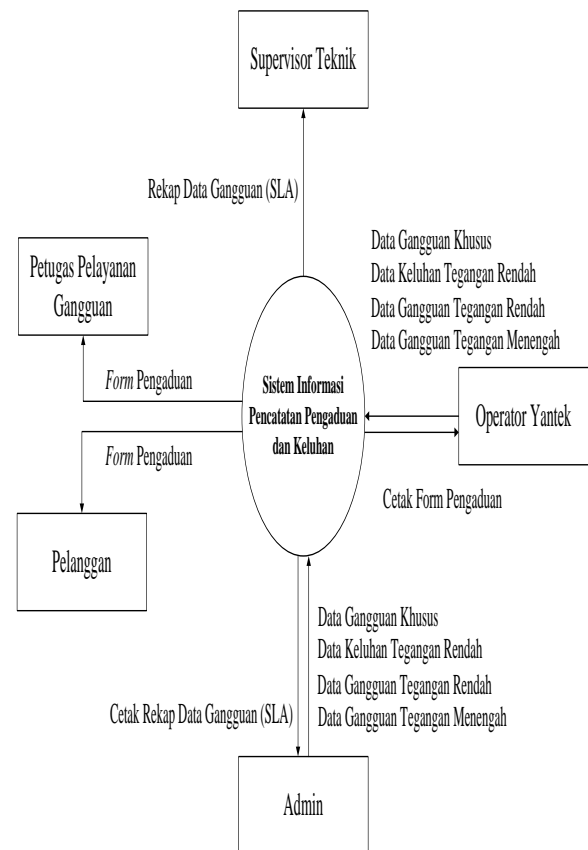 Supervisor Teknik
Rekap Data Gangguan (SLA)
Data Gangguan Khusus
Data Keluhan Tegangan Rendah
Data Gangguan Tegangan Rendah
Data Gangguan Tegangan Menengah
Petugas Pelayanan
Gangguan
Form Pengaduan
Sistem Informasi
Pencatatan Pengaduan
dan Keluhan
Operator Yantek
Form Pengaduan
Cetak Form Pengaduan
Pelanggan
Data Gangguan Khusus
Data Keluhan Tegangan Rendah
Data Gangguan Tegangan Rendah
Cetak Rekap Data Gangguan (SLA)
Data Gangguan Tegangan Menengah
Admin